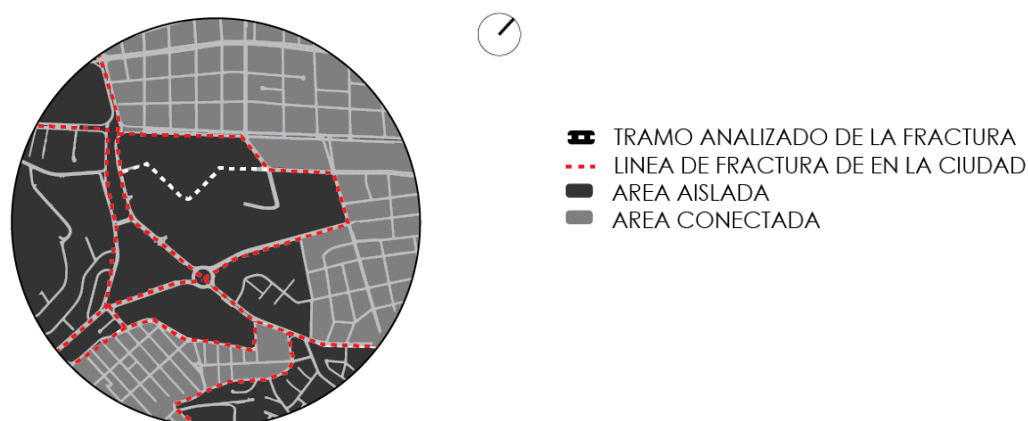 TRAMO ANALIZADO DE LA FRACTURA
LINEA DE FRACTURA DE EN LA CIUDAD
AREA AISLADA
AREA CONECTADA